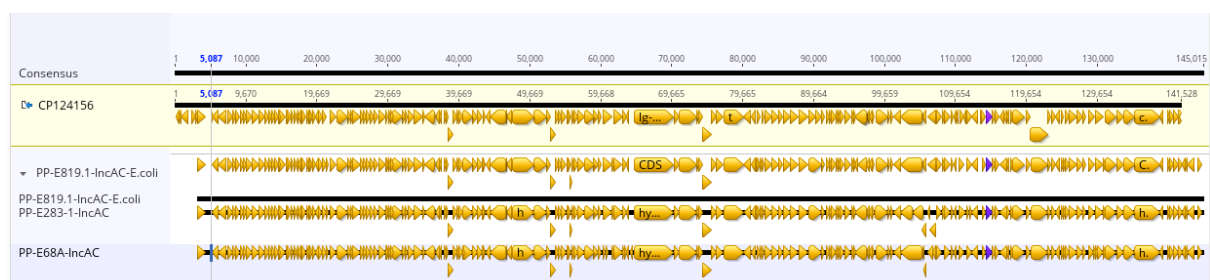 1 5,087 10,000 20,000 30,000 40,000 50,000 60,000 70,000 80,000 90,000 100,000 110,000 120,000 130,000 145,015
Consensus
1 5,087 9,670 19,669 29,669 39,669 49,669 59,668 69,665 79,665 89,664 99,659 109,654 119,654 129,654 141,528
CP124156
Ig-... t c.
PP-E819.1-IncAC-E.coli
CDS C.
PP-E819.1-IncAC-E.coli
PP-E283-1-IncAC
h hy... h.
PP-E68A-IncAC
h hy... h.